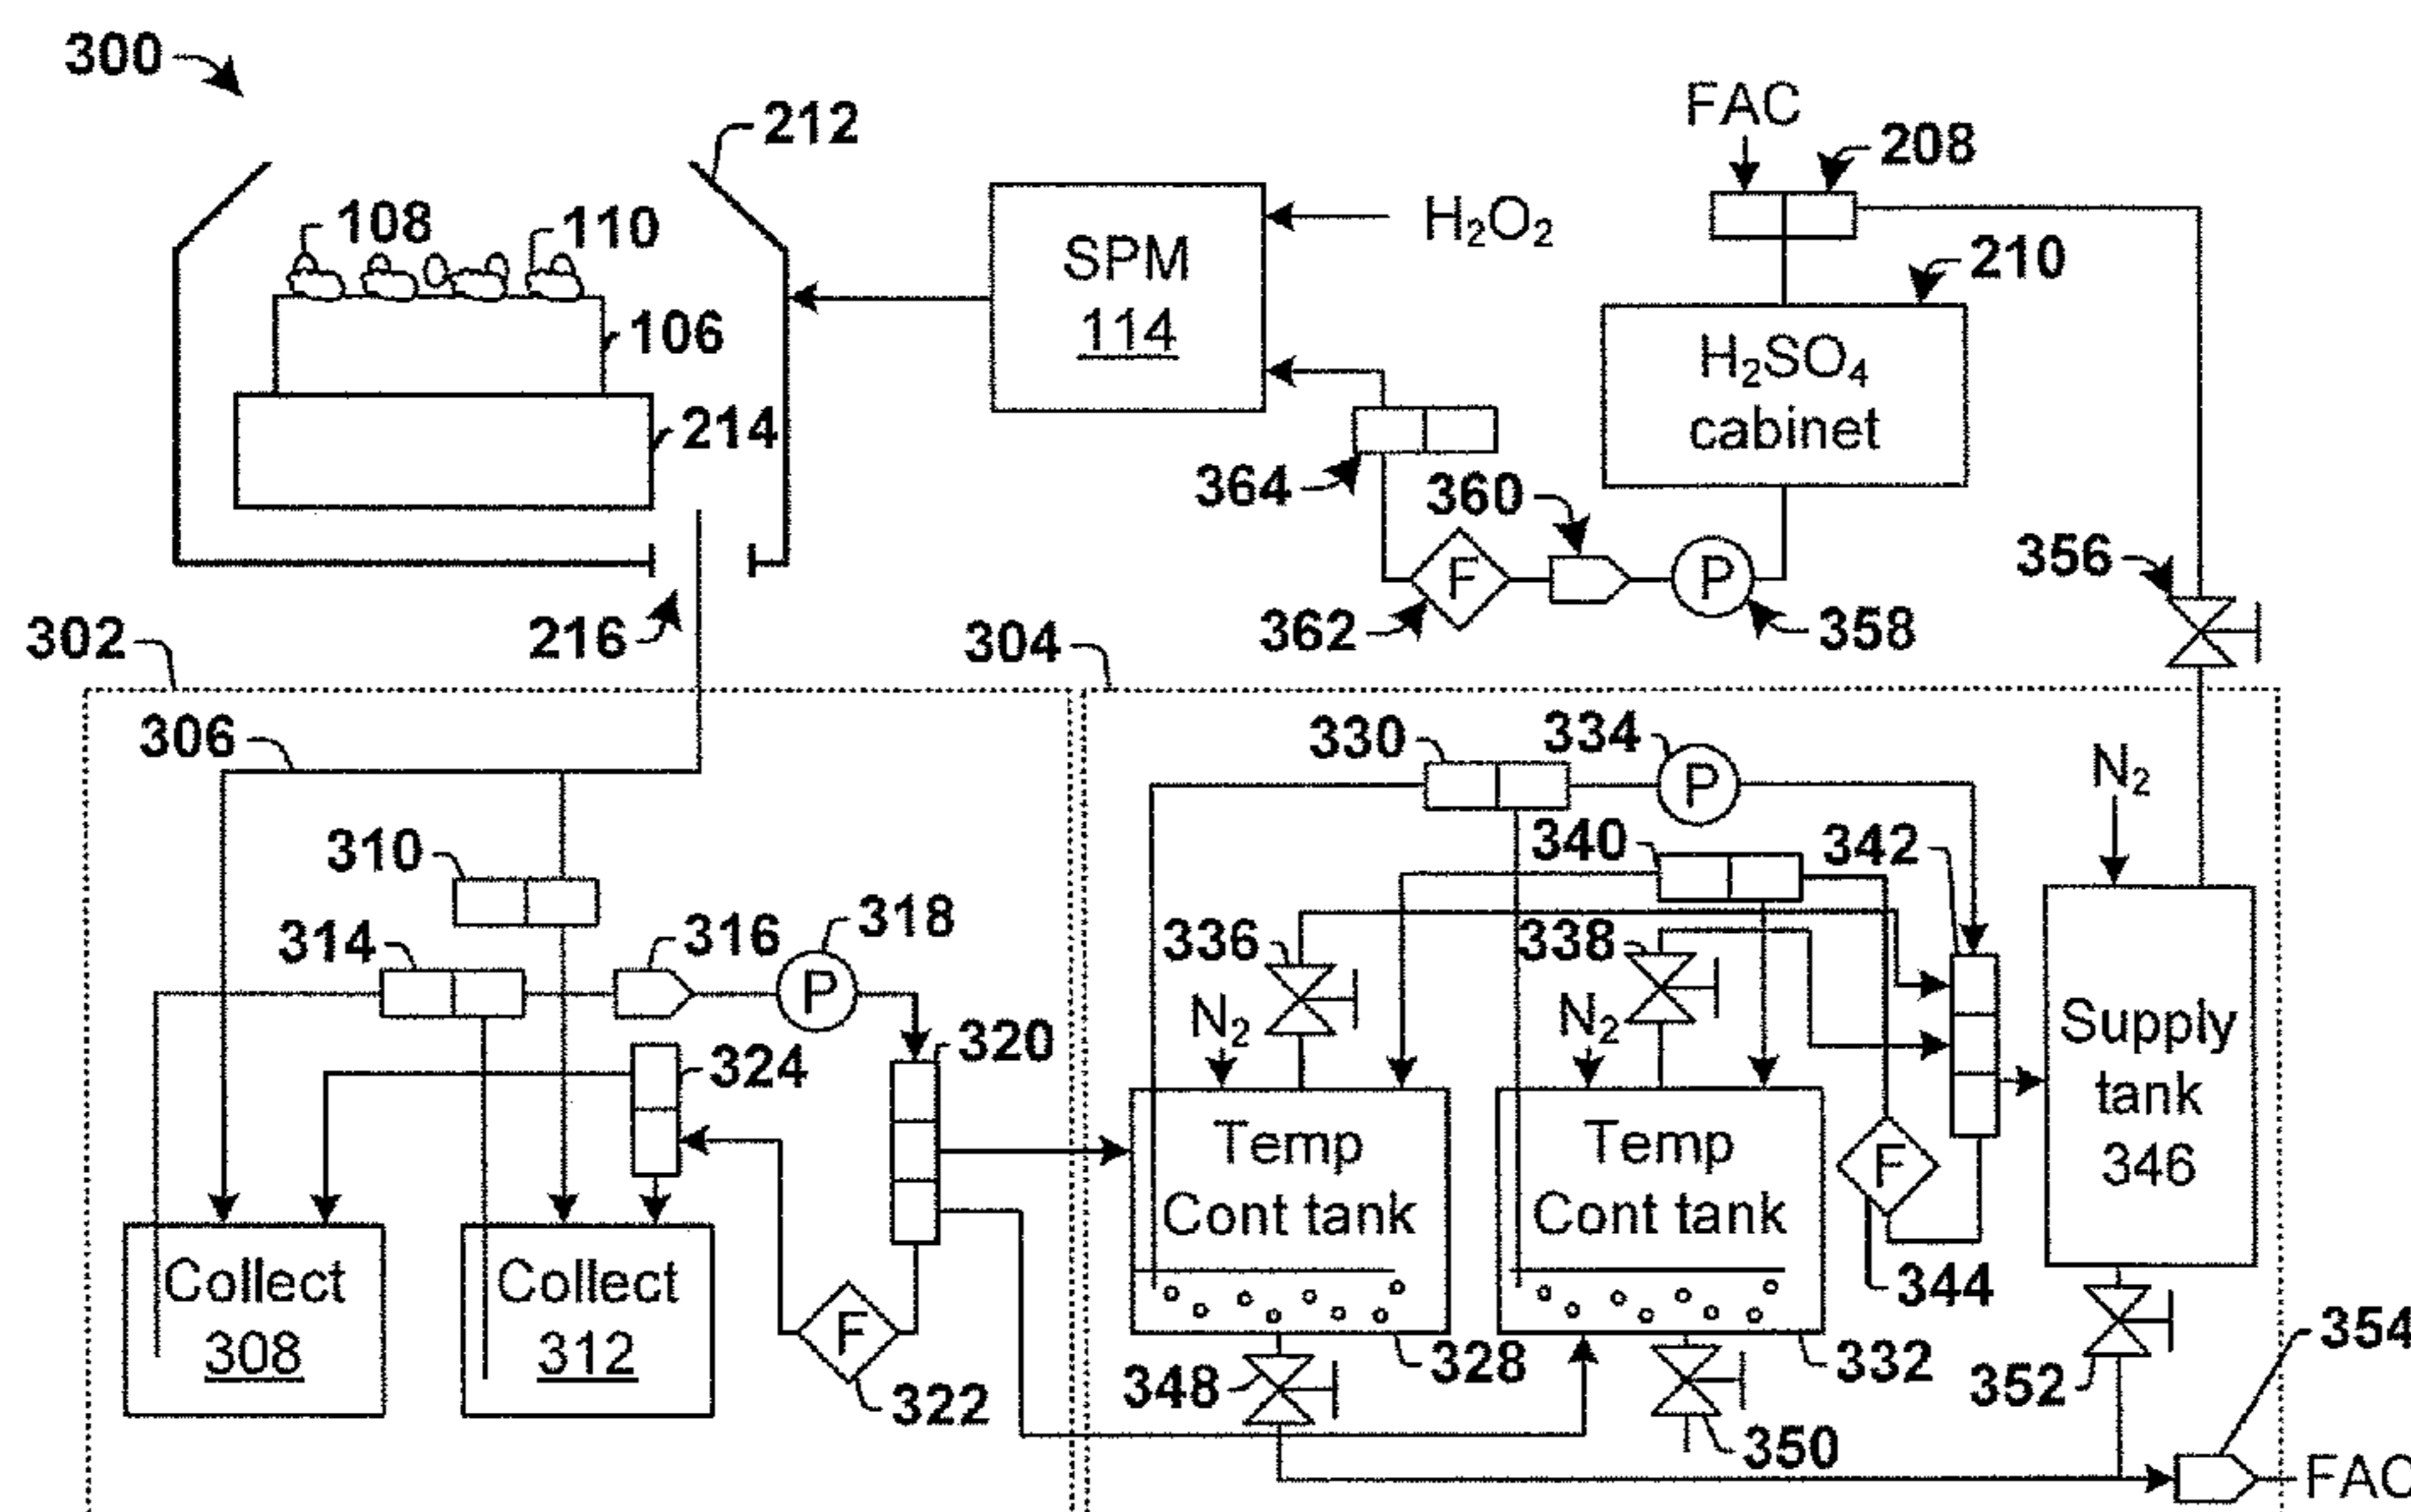 300
212
FAC
208
108
110
H₂O₂
SPM
114
210
106
H₂SO₄
cabinet
214
364
360
F
P
356
302
216
304
362
358
306
330
334
P
N₂
310
340
342
314
316
318
P
336
338
N₂
N₂
324
320
Supply
tank
346
Temp
Cont tank
Temp
Cont tank
F
Collect
308
Collect
312
F
344
354
322
348
328
332
352
350
FAC